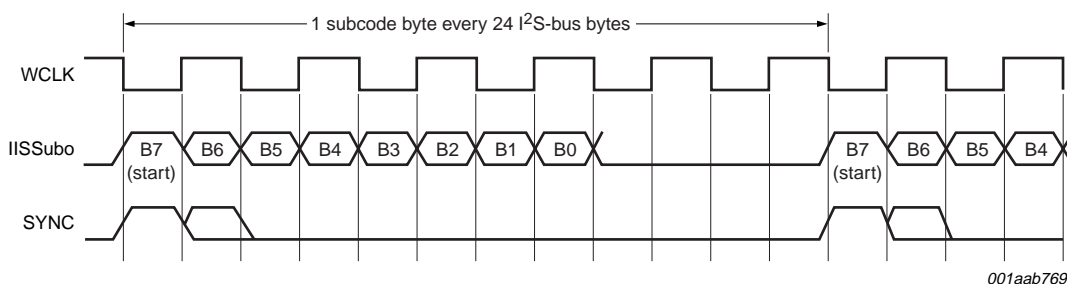 1 subcode byte every 24 I²S-bus bytes
WCLK
IISSubo B7 B6 B5 B4 B3 B2 B1 B0 B7 B6 B5 B4
(start) (start)
SYNC
001aab769